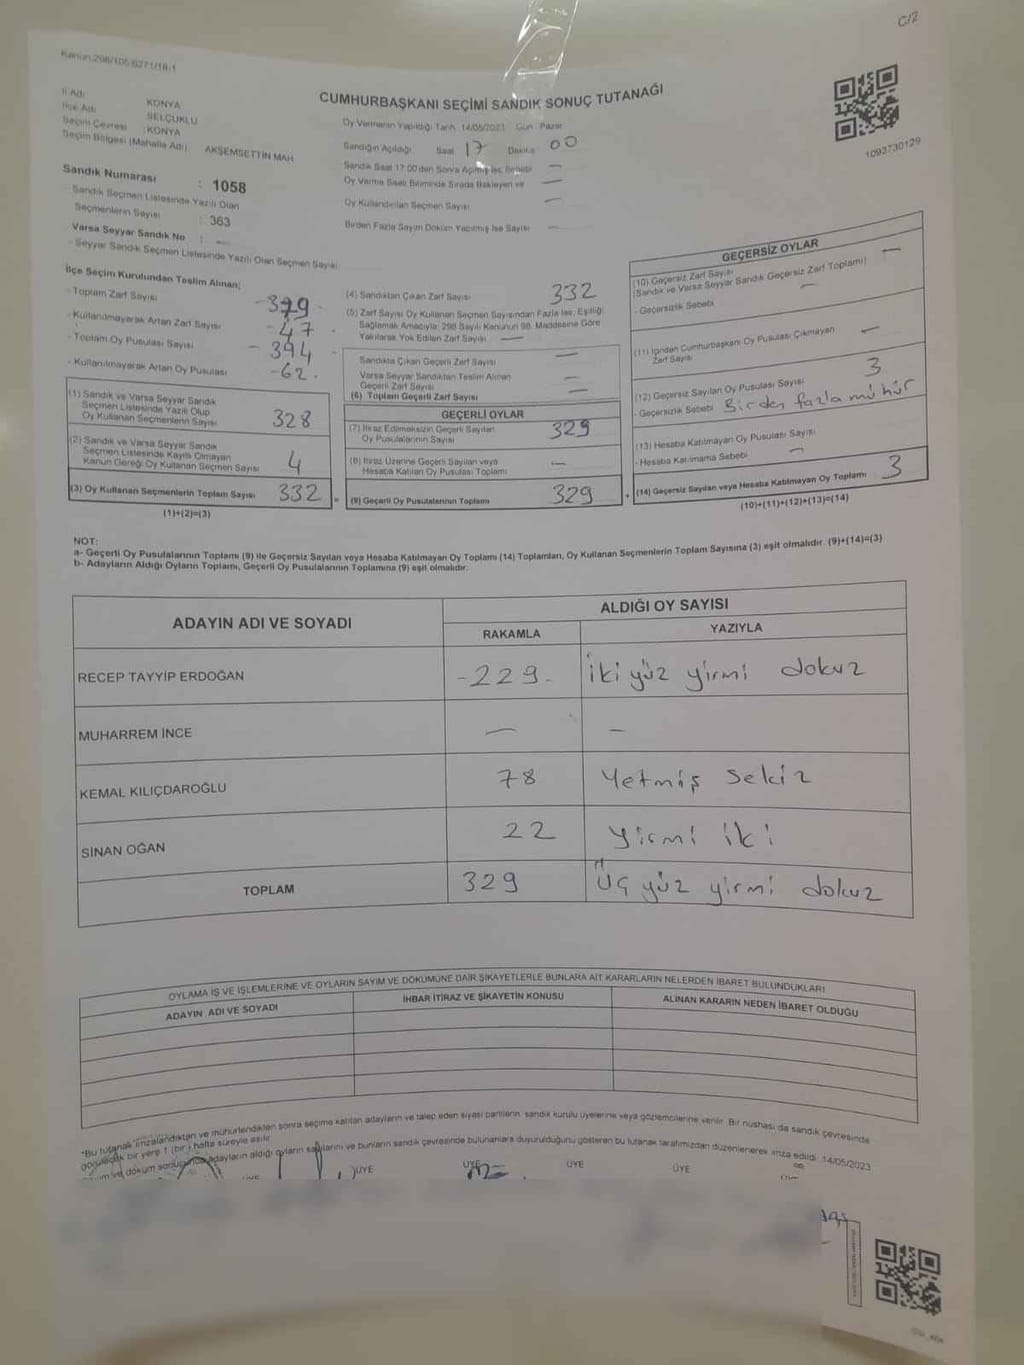 C/2
Kanun:298/105.6271/18-1
1093730129
CUMHURBAŞKANI SEÇİMİ SANDIK SONUÇ TUTANAĞI
İl Adı KONYA
İlçe Adı SELÇUKLU
Seçim Çevresi : KONYA
Seçim Bölgesi (Mahalle Adı) AKŞEMSETTİN MAH
Sandık Numarası : 1058
Sandık Seçmen Listesinde Yazılı Olan
Seçmenlerin Sayısı : 363
Varsa Seyyar Sandık No : —
- Seyyar Sandık Seçmen Listesinde Yazılı Olan Seçmen Sayısı
Oy Vermenin Yapıldığı Tarih 14/05/2023 Gün Pazar
Sandığın Açıldığı Saat 17 Dakika 00
Sandık Saat 17:00'den Sonra Açılmış İse Sebebi —
Oy Verme Saati Bitiminde Sırada Bekleyen ve —
Oy Kullandırılan Seçmen Sayısı —
Birden Fazla Sayım Döküm Yapılmış İse Sayısı —
İlçe Seçim Kurulundan Teslim Alınan;
- Toplam Zarf Sayısı -379-
- Kullanılmayarak Artan Zarf Sayısı -47-
- Toplam Oy Pusulası Sayısı - 394 -
- Kullanılmayarak Artan Oy Pusulası -62-
(1) Sandık ve Varsa Seyyar Sandık
Seçmen Listesinde Yazılı Olup
Oy Kullanan Seçmenlerin Sayısı 328
(2) Sandık ve Varsa Seyyar Sandık
Seçmen Listesinde Kayıtlı Olmayan
Kanun Gereği Oy Kullanan Seçmen Sayısı 4
(3) Oy Kullanan Seçmenlerin Toplam Sayısı 332 =
(1)+(2)=(3)
(4) Sandıktan Çıkan Zarf Sayısı 332
(5) Zarf Sayısı Oy Kullanan Seçmen Sayısından Fazla İse, Eşitliği
Sağlamak Amacıyla, 298 Sayılı Kanunun 98. Maddesine Göre
Yakılarak Yok Edilen Zarf Sayısı —
Sandıkta Çıkan Geçerli Zarf Sayısı —
Varsa Seyyar Sandıktan Teslim Alınan
Geçerli Zarf Sayısı —
(6) Toplam Geçerli Zarf Sayısı —
GEÇERLİ OYLAR
(7) İtiraz Edilmeksizin Geçerli Sayılan
Oy Pusulalarının Sayısı 329
(8) İtiraz Üzerine Geçerli Sayılan veya
Hesaba Katılan Oy Pusulası Toplamı —
(9) Geçerli Oy Pusulalarının Toplamı 329 +
GEÇERSİZ OYLAR
(10) Geçersiz Zarf Sayısı
(Sandık ve Varsa Seyyar Sandık Geçersiz Zarf Toplamı) —
- Geçersizlik Sebebi —
(11) İçinden Cumhurbaşkanı Oy Pusulası Çıkmayan
Zarf Sayısı —
(12) Geçersiz Sayılan Oy Pusulası Sayısı 3
- Geçersizlik Sebebi Birden fazla mühür
(13) Hesaba Katılmayan Oy Pusulası Sayısı
- Hesaba Katılmama Sebebi —
(14) Geçersiz Sayılan veya Hesaba Katılmayan Oy Toplamı 3
(10)+(11)+(12)+(13)=(14)
NOT:
a- Geçerli Oy Pusulalarının Toplamı (9) ile Geçersiz Sayılan veya Hesaba Katılmayan Oy Toplamı (14) Toplamları, Oy Kullanan Seçmenlerin Toplam Sayısına (3) eşit olmalıdır. (9)+(14)=(3)
b- Adayların Aldığı Oyların Toplamı, Geçerli Oy Pusulalarının Toplamına (9) eşit olmalıdır.
ADAYIN ADI VE SOYADI ALDIĞI OY SAYISI
RAKAMLA YAZIYLA
RECEP TAYYİP ERDOĞAN -229- İki yüz yirmi dokuz
MUHARREM İNCE — —
KEMAL KILIÇDAROĞLU 78 Yetmiş sekiz
SİNAN OĞAN 22 yirmi iki
TOPLAM 329 Üç yüz yirmi dokuz
OYLAMA İŞ VE İŞLEMLERİNE VE OYLARIN SAYIM VE DÖKÜMÜNE DAİR ŞİKAYETLERLE BUNLARA AİT KARARLARIN NELERDEN İBARET BULUNDUKLARI
ADAYIN ADI VE SOYADI İHBAR İTİRAZ VE ŞİKAYETİN KONUSU ALINAN KARARIN NEDEN İBARET OLDUĞU
*Bu tutanak imzalandıktan ve mühürlendikten sonra seçime katılan adayların ve talep eden siyasi partilerin, sandık kurulu üyelerine veya gözlemcilerine verilir. Bir nüshası da sandık çevresinde
görülecek bir yere 1 (bir) hafta süreyle asılır.
döküm sonucunda adayların aldığı oyların sayılarını ve bunların sandık çevresinde bulunanlara duyurulduğunu gösteren bu tutanak tarafımızdan düzenlenerek imza edildi. 14/05/2023
ÜYE ÜYE ÜYE ÜYE